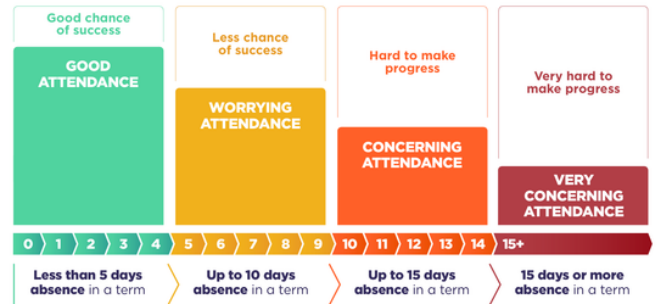 Good chance
of success
GOOD
ATTENDANCE
Less chance
of success
WORRYING
ATTENDANCE
Hard to make
progress
CONCERNING
ATTENDANCE
Very hard to
make progress
VERY
CONCERNING
ATTENDANCE
0 1 2 3 4 5 6 7 8 9 10 11 12 13 14 15+
Less than 5 days
absence in a term
Up to 10 days
absence in a term
Up to 15 days
absence in a term
15 days or more
absence in a term